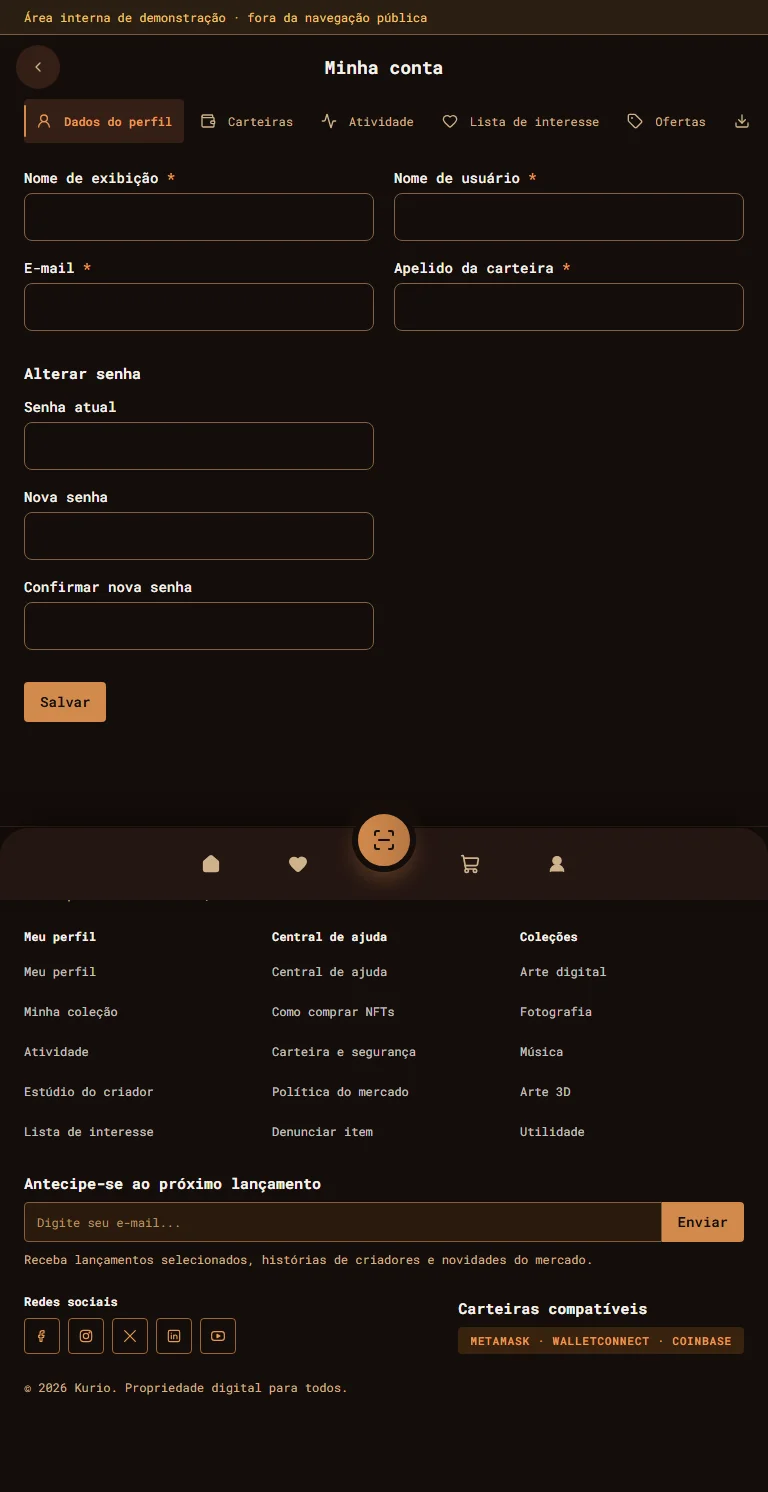 Área interna de demonstração · fora da navegação pública
Minha conta
Dados do perfil Carteiras Atividade Lista de interesse Ofertas
Nome de exibição * Nome de usuário *
E-mail * Apelido da carteira *
Alterar senha
Senha atual
Nova senha
Confirmar nova senha
Salvar
Meu perfil Central de ajuda Coleções
Meu perfil Central de ajuda Arte digital
Minha coleção Como comprar NFTs Fotografia
Atividade Carteira e segurança Música
Estúdio do criador Política do mercado Arte 3D
Lista de interesse Denunciar item Utilidade
Antecipe-se ao próximo lançamento
Digite seu e-mail... Enviar
Receba lançamentos selecionados, histórias de criadores e novidades do mercado.
Redes sociais Carteiras compatíveis
METAMASK · WALLETCONNECT · COINBASE
© 2026 Kurio. Propriedade digital para todos.